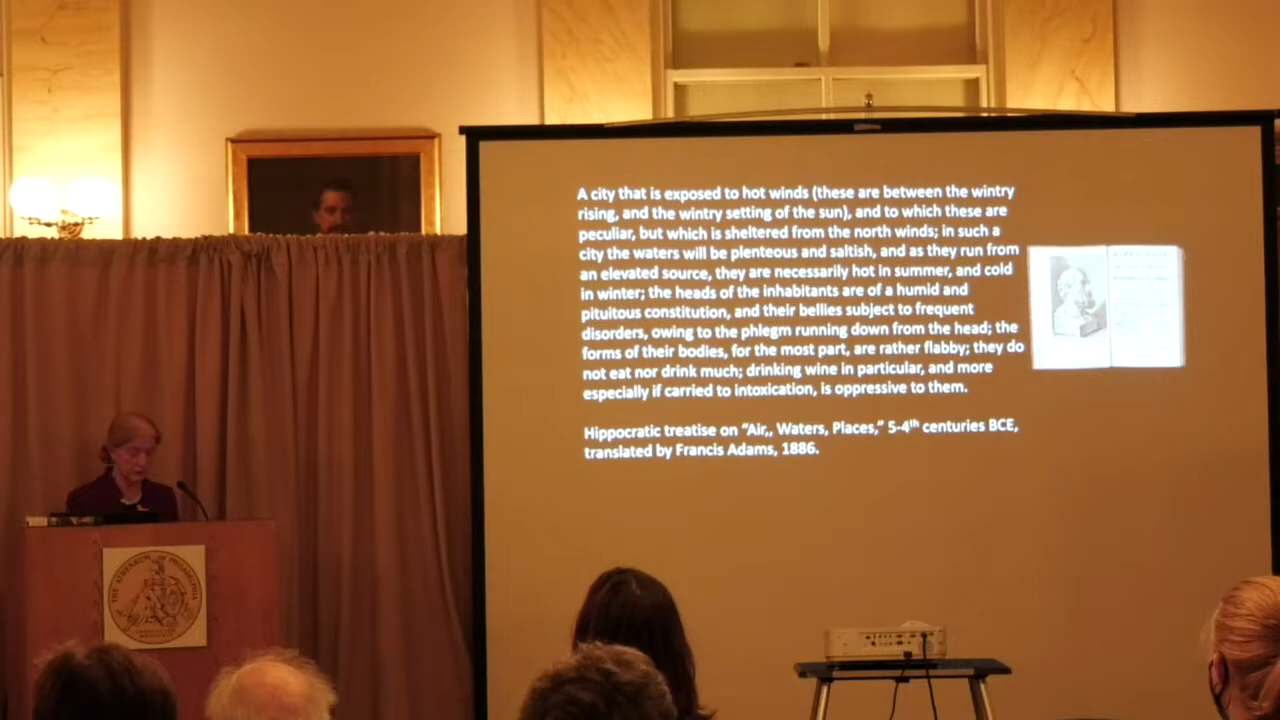 A city that is exposed to hot winds (these are between the wintry
rising, and the wintry setting of the sun), and to which these are
peculiar, but which is sheltered from the north winds; in such a
city the waters will be plenteous and saltish, and as they run from
an elevated source, they are necessarily hot in summer, and cold
in winter; the heads of the inhabitants are of a humid and
pituitous constitution, and their bellies subject to frequent
disorders, owing to the phlegm running down from the head; the
forms of their bodies, for the most part, are rather flabby; they do
not eat nor drink much; drinking wine in particular, and more
especially if carried to intoxication, is oppressive to them.
Hippocratic treatise on “Air,, Waters, Places,” 5-4th centuries BCE,
translated by Francis Adams, 1886.
THE ATHENAEUM OF PHILADELPHIA